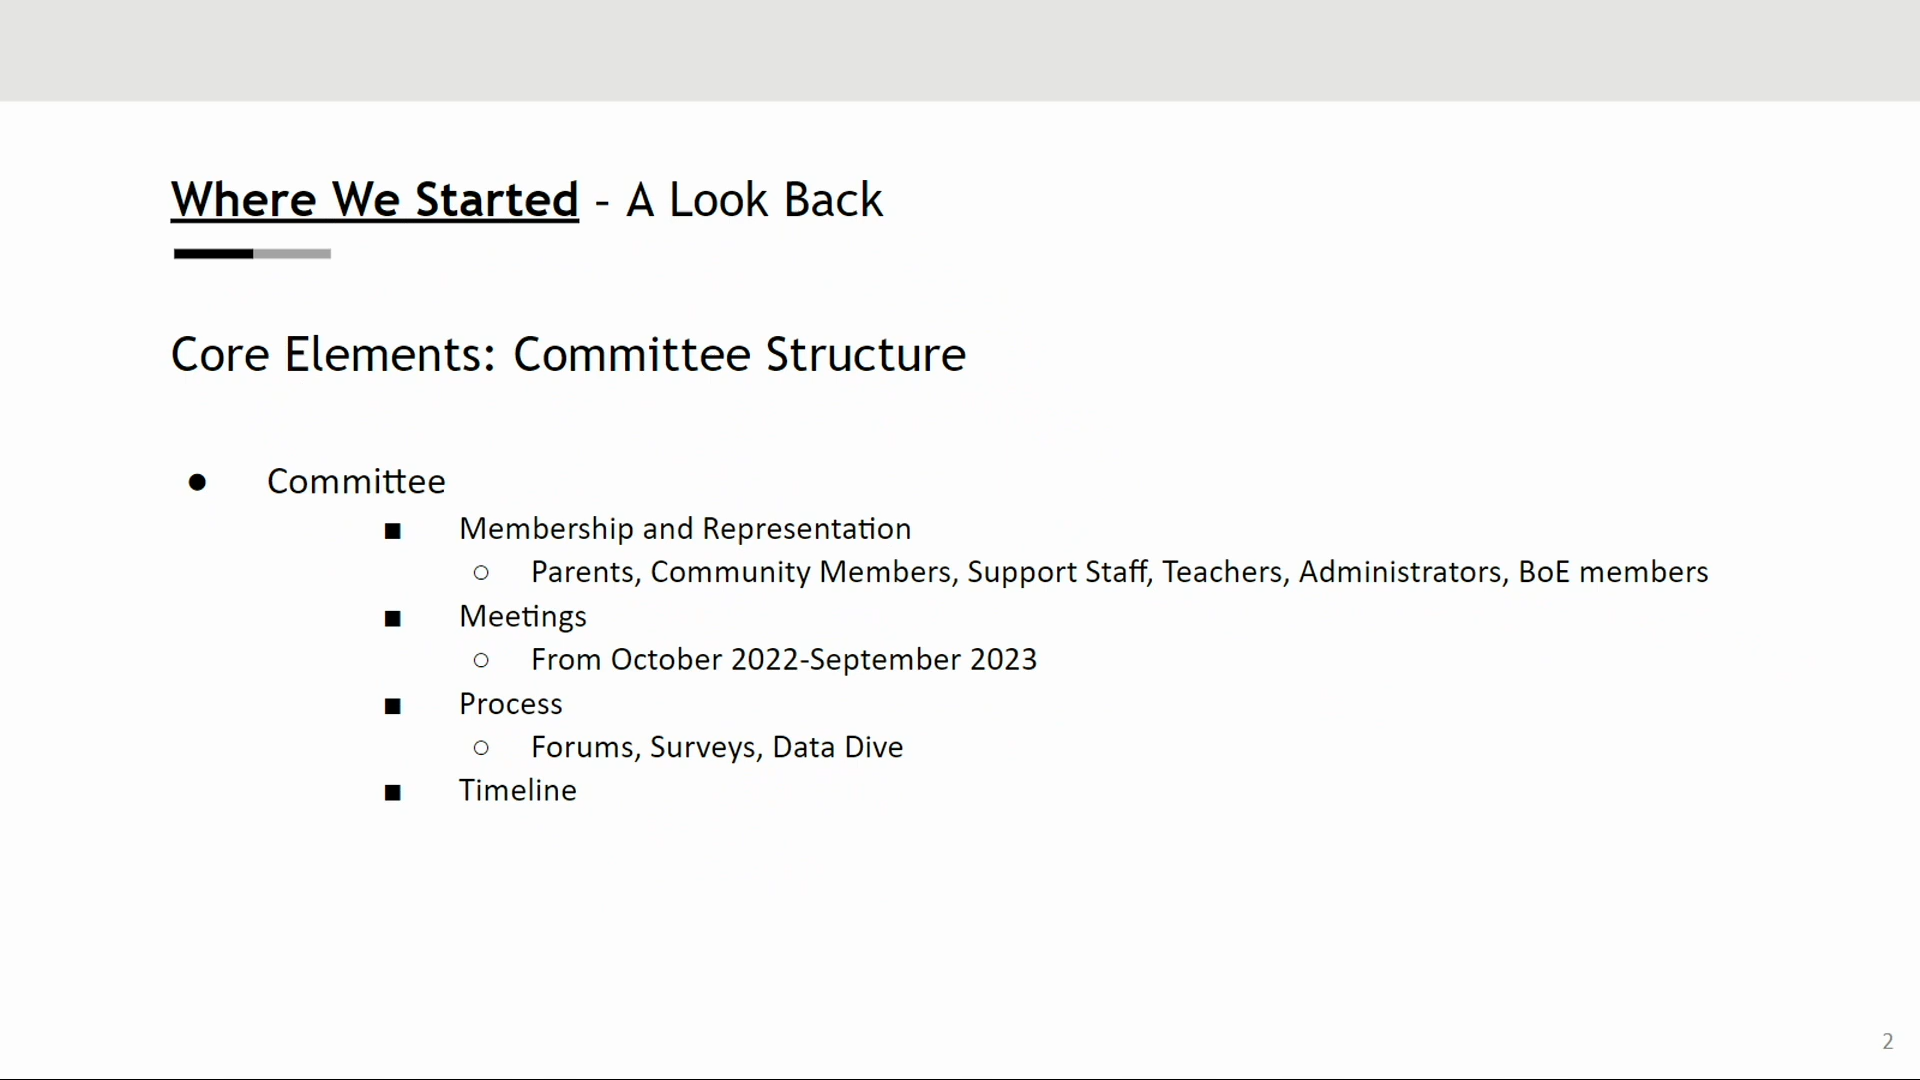 Where We Started – A Look Back
Core Elements: Committee Structure
● Committee
■ Membership and Representation
○ Parents, Community Members, Support Staff, Teachers, Administrators, BoE members
■ Meetings
○ From October 2022-September 2023
■ Process
○ Forums, Surveys, Data Dive
■ Timeline
2